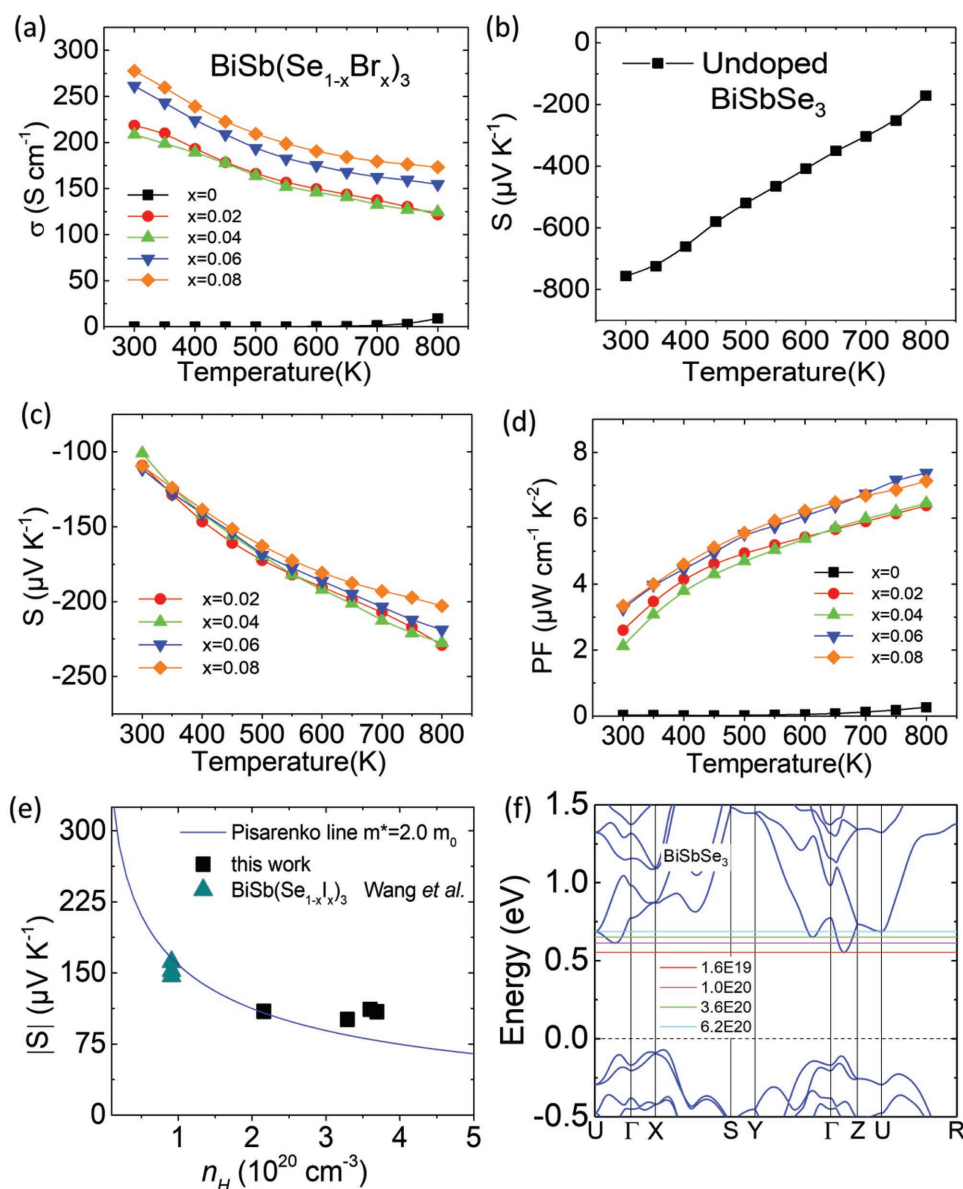 (a)
300
250
200
150
100
50
0
σ (S cm⁻¹)
BiSb(Se₁₋ₓBrₓ)₃
x=0
x=0.02
x=0.04
x=0.06
x=0.08
300 400 500 600 700 800
Temperature(K)
(b)
0
-200
-400
-600
-800
S (µV K⁻¹)
Undoped
BiSbSe₃
300 400 500 600 700 800
Temperature(K)
(c)
-100
-150
-200
-250
S (µV K⁻¹)
x=0.02
x=0.04
x=0.06
x=0.08
300 400 500 600 700 800
Temperature(K)
(d)
8
6
4
2
0
PF (µW cm⁻¹ K⁻²)
x=0
x=0.02
x=0.04
x=0.06
x=0.08
300 400 500 600 700 800
Temperature(K)
(e)
300
225
150
75
0
|S| (µV K⁻¹)
Pisarenko line m*=2.0 m₀
this work
BiSb(Se₁₋ₓIₓ)₃ Wang et al.
1 2 3 4 5
n_H (10²⁰ cm⁻³)
(f)
1.5
1.0
0.5
0.0
-0.5
Energy (eV)
BiSbSe₃
1.6E19
1.0E20
3.6E20
6.2E20
U Γ X S Y Γ Z U R